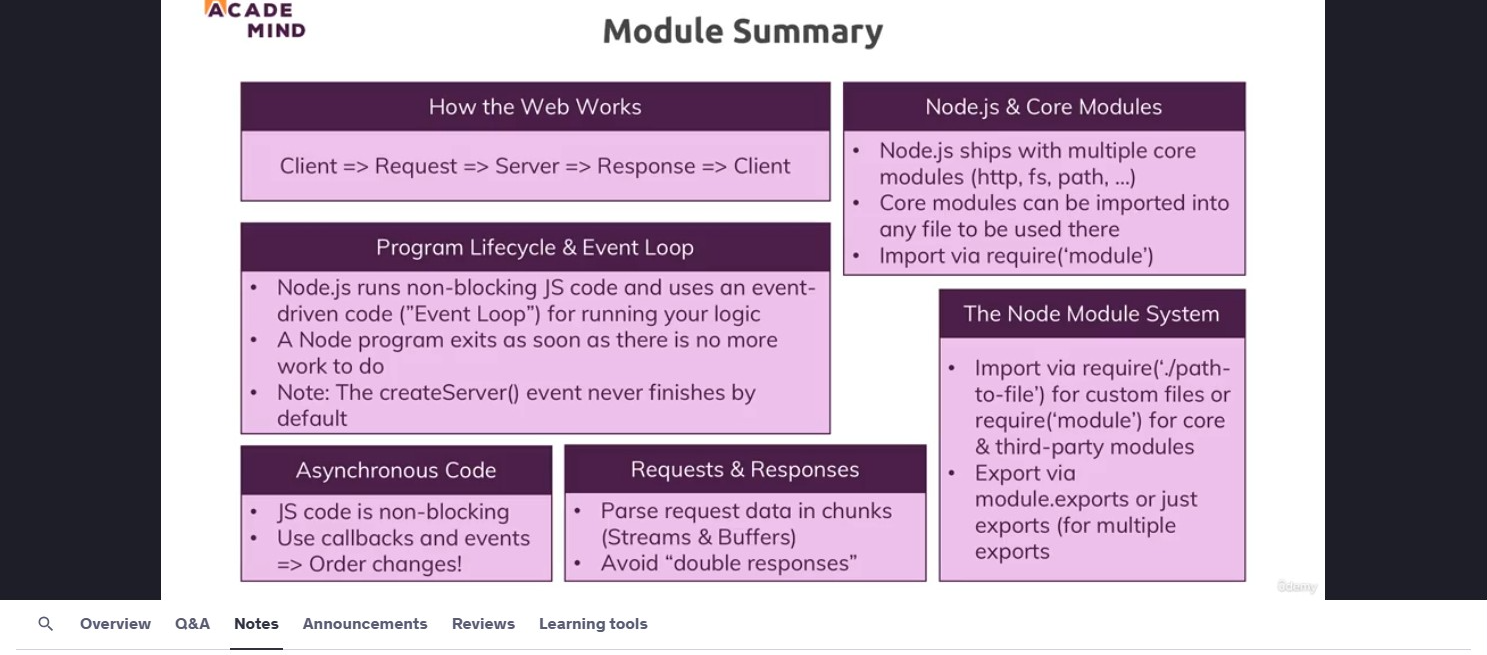 ACADE
MIND
Module Summary
How the Web Works
Client => Request => Server => Response => Client
Node.js & Core Modules
• Node.js ships with multiple core
modules (http, fs, path, ...)
• Core modules can be imported into
any file to be used there
• Import via require(‘module’)
Program Lifecycle & Event Loop
• Node.js runs non-blocking JS code and uses an event-
driven code (”Event Loop”) for running your logic
• A Node program exits as soon as there is no more
work to do
• Note: The createServer() event never finishes by
default
The Node Module System
• Import via require(‘./path-
to-file’) for custom files or
require(‘module’) for core
& third-party modules
• Export via
module.exports or just
exports (for multiple
exports
Asynchronous Code
• JS code is non-blocking
• Use callbacks and events
=> Order changes!
Requests & Responses
• Parse request data in chunks
(Streams & Buffers)
• Avoid “double responses”
ûdemy
Overview Q&A Notes Announcements Reviews Learning tools